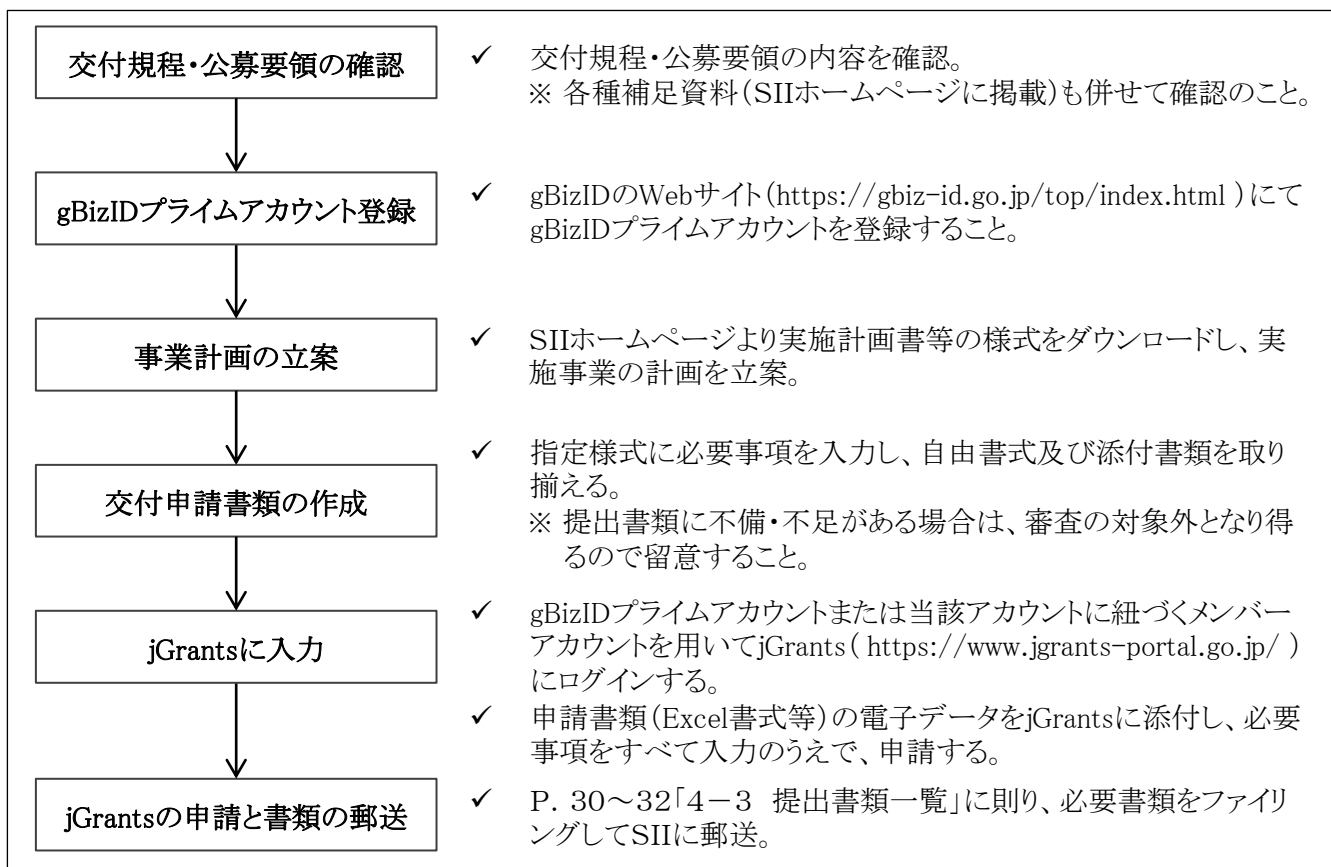 交付規程・公募要領の確認
✓ 交付規程・公募要領の内容を確認。
※ 各種補足資料(SIIホームページに掲載)も併せて確認のこと。
gBizIDプライムアカウント登録
✓ gBizIDのWebサイト(https://gbiz-id.go.jp/top/index.html )にて
gBizIDプライムアカウントを登録すること。
事業計画の立案
✓ SIIホームページより実施計画書等の様式をダウンロードし、実
施事業の計画を立案。
交付申請書類の作成
✓ 指定様式に必要事項を入力し、自由書式及び添付書類を取り
揃える。
※ 提出書類に不備・不足がある場合は、審査の対象外となり得
るので留意すること。
jGrantsに入力
✓ gBizIDプライムアカウントまたは当該アカウントに紐づくメンバー
アカウントを用いてjGrants( https://www.jgrants-portal.go.jp/ )
にログインする。
✓ 申請書類(Excel書式等)の電子データをjGrantsに添付し、必要
事項をすべて入力のうえで、申請する。
jGrantsの申請と書類の郵送
✓ P. 30~32「4-3 提出書類一覧」に則り、必要書類をファイリ
ングしてSIIに郵送。